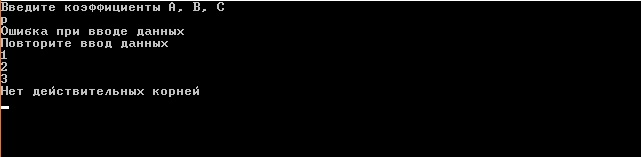 Введите коэффициенты A, B, C
p
Ошибка при вводе данных
Повторите ввод данных
1
2
3
Нет действительных корней